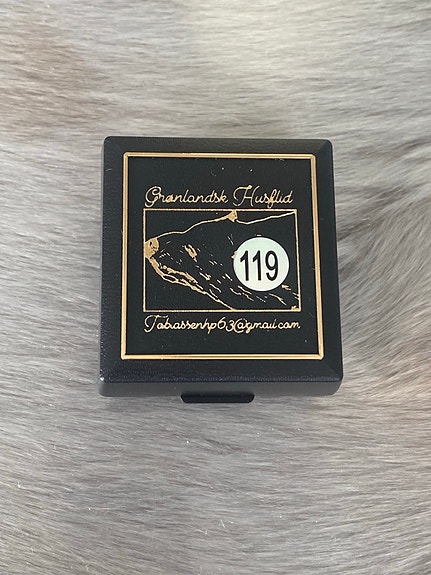 Grønlandsk Husflid
119
Tobiassenhp63@gmail.com